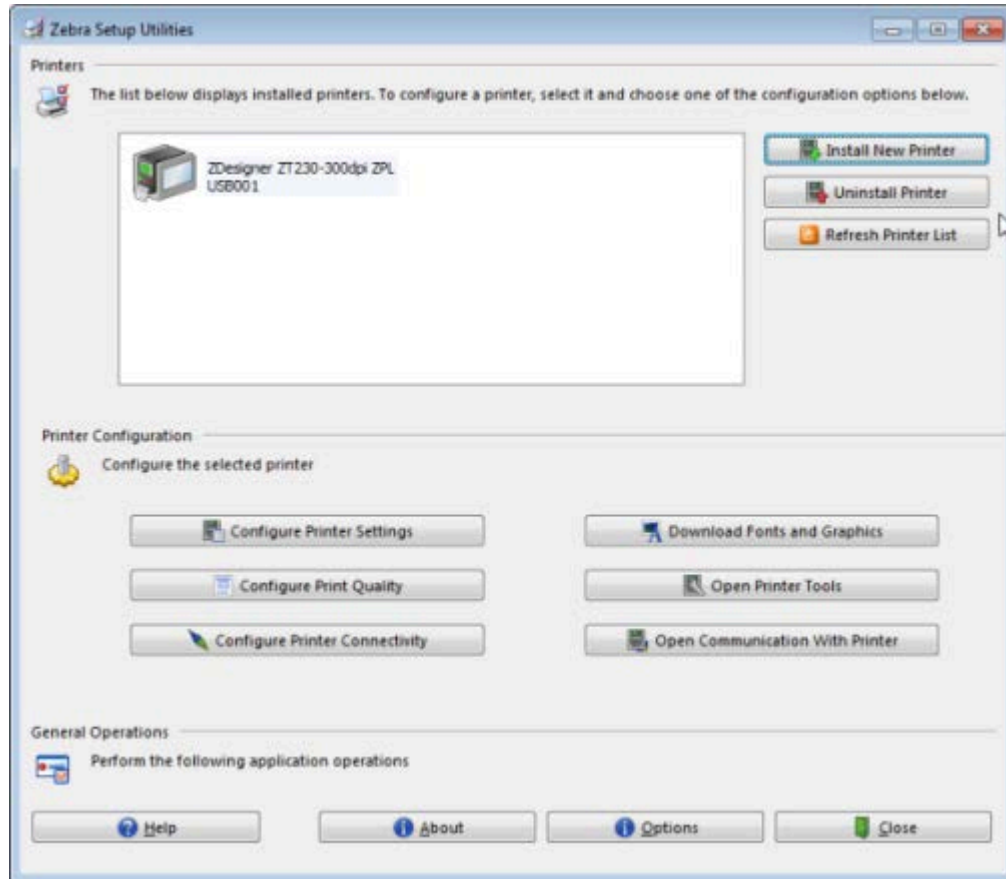 Zebra Setup Utilities
Printers
The list below displays installed printers. To configure a printer, select it and choose one of the configuration options below.
ZDesigner ZT230-300dpi ZPL
USB001
Install New Printer
Uninstall Printer
Refresh Printer List
Printer Configuration
Configure the selected printer
Configure Printer Settings
Download Fonts and Graphics
Configure Print Quality
Open Printer Tools
Configure Printer Connectivity
Open Communication With Printer
General Operations
Perform the following application operations
Help
About
Options
Close